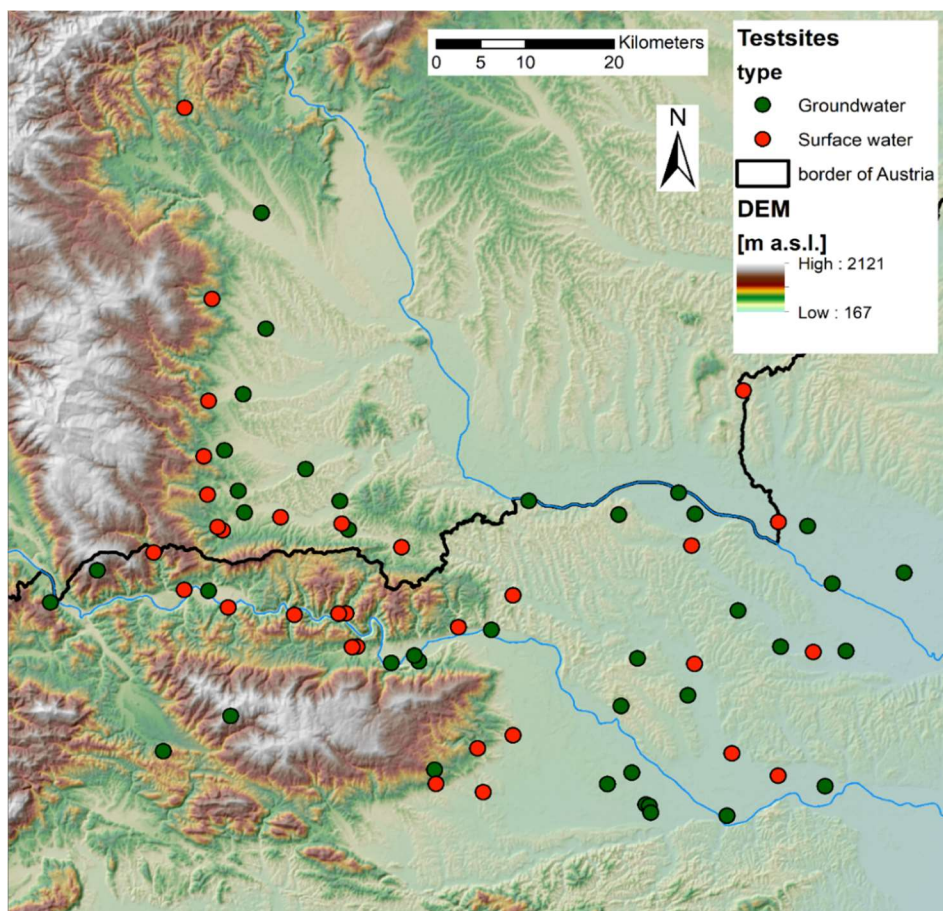 Kilometers
0 5 10 20
N
Testsites
type
Groundwater
Surface water
border of Austria
DEM
[m a.s.l.]
High : 2121
Low : 167